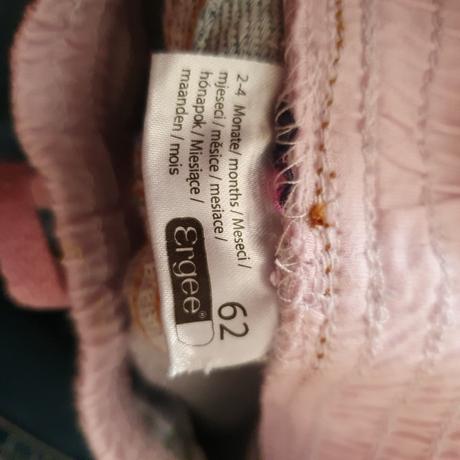 2-4 Monate/ months / Meseci /
mjeseci / měsíce / mesiace /
hónapok / Miesiące /
maanden / mois
Ergee®
62